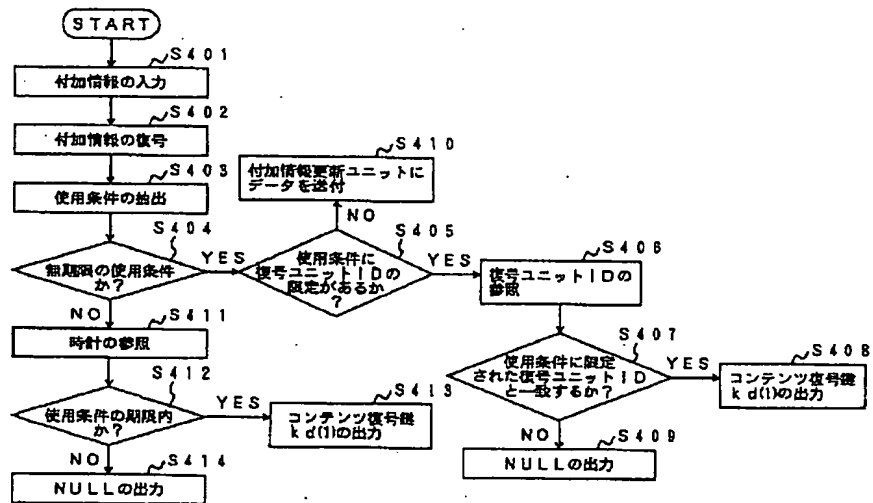 START
S401
付加情報の入力
S402
付加情報の復号
S403
使用条件の抽出
S404
無期限の使用条件
か?
YES
NO
S405
使用条件に
復号ユニットIDの
限定があるか
?
NO
YES
S410
付加情報更新ユニットに
データを送付
S406
復号ユニットIDの
参照
S407
使用条件に限定
された復号ユニットID
と一致するか?
YES
NO
S408
コンテンツ復号鍵
kd(1)の出力
S409
NULLの出力
S411
時計の参照
S412
使用条件の期限内
か?
YES
NO
S413
コンテンツ復号鍵
kd(1)の出力
S414
NULLの出力